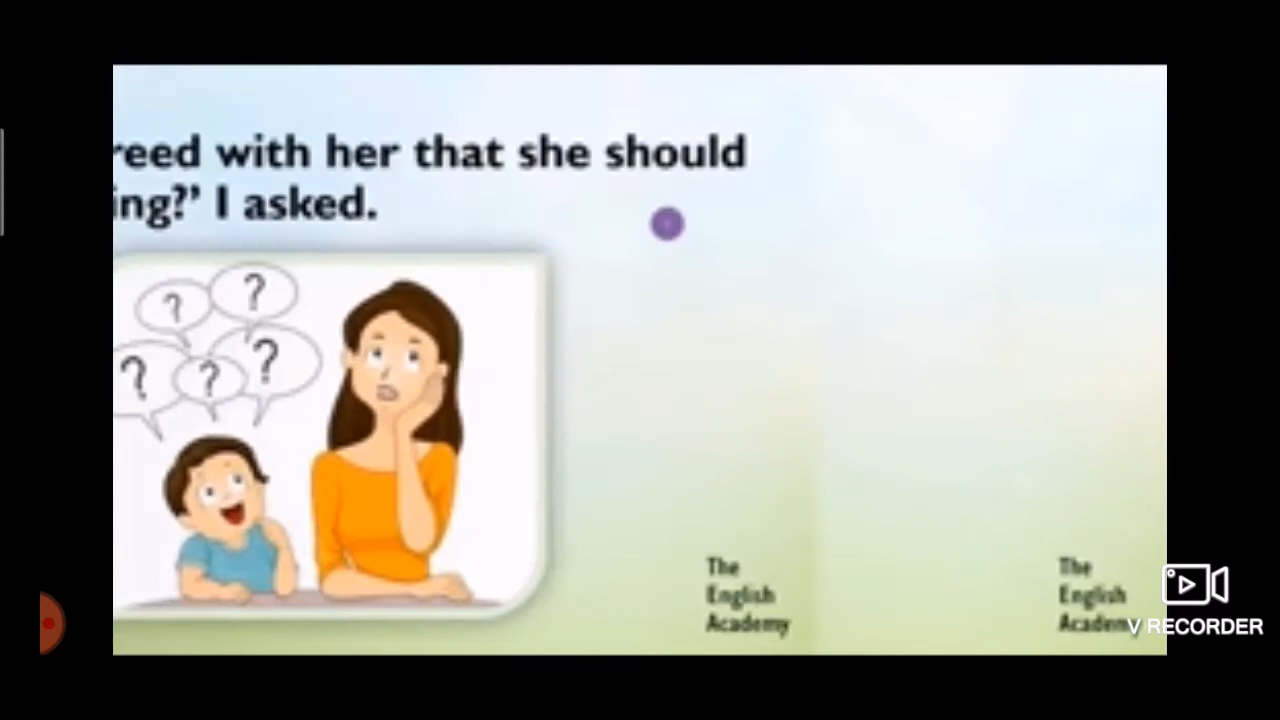 reed with her that she should
ing?” I asked.
? ?
? ? ?
The
English
Academy
The
English
Academy
V RECORDER